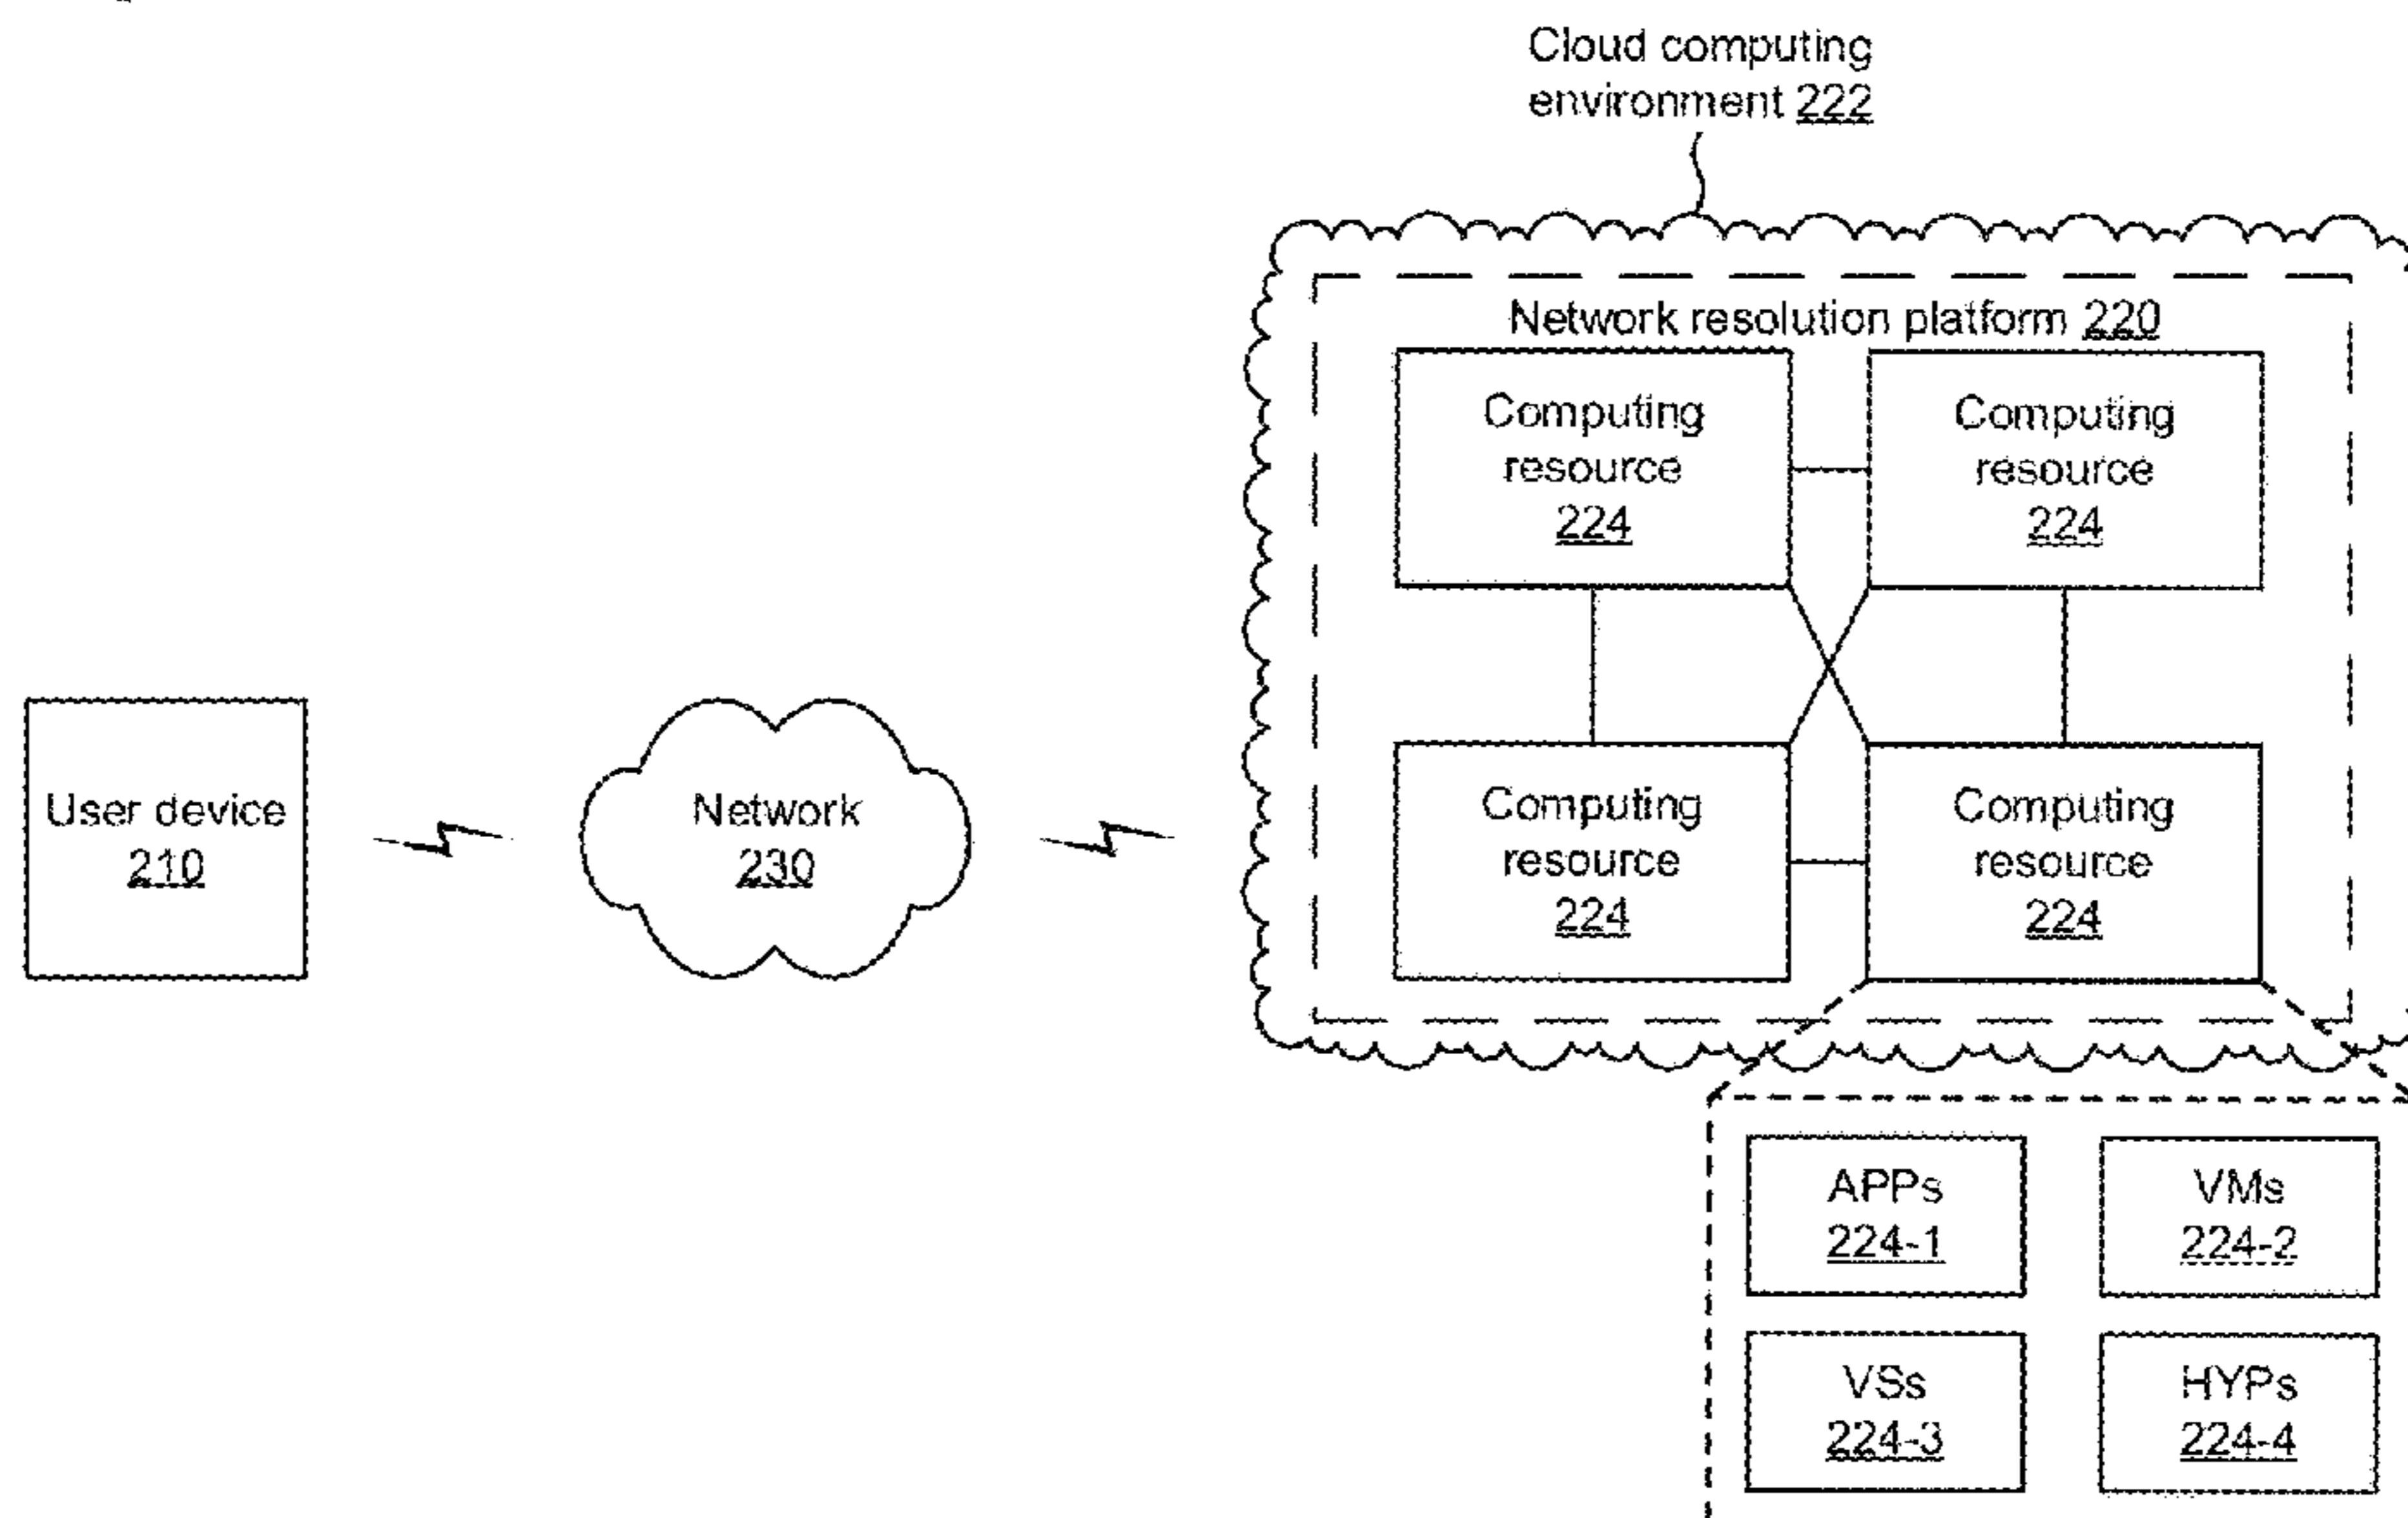 Cloud computing
environment 222
Network resolution platform 220
Computing
resource
224
Computing
resource
224
User device
210
Network
230
Computing
resource
224
Computing
resource
224
APPs
224-1
VMs
224-2
VSs
224-3
HYPs
224-4